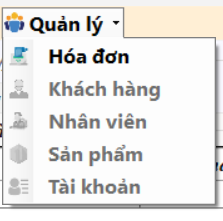 Quản lý
Hóa đơn
Khách hàng
Nhân viên
Sản phẩm
Tài khoản